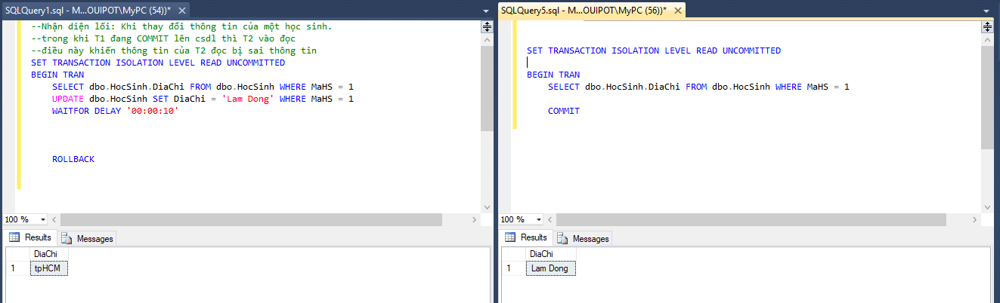 SQLQuery1.sql - M...OUIPOT\MyPC (54))*
--Nhận diện lỗi: Khi thay đổi thông tin của một học sinh.
--trong khi T1 đang COMMIT lên csdl thì T2 vào đọc
--điều này khiến thông tin của T2 đọc bị sai thông tin
SET TRANSACTION ISOLATION LEVEL READ UNCOMMITTED
BEGIN TRAN
SELECT dbo.HocSinh.DiaChi FROM dbo.HocSinh WHERE MaHS = 1
UPDATE dbo.HocSinh SET DiaChi = 'Lam Dong' WHERE MaHS = 1
WAITFOR DELAY '00:00:10'
ROLLBACK
100 %
Results
Messages
DiaChi
1 tpHCM
SQLQuery5.sql - M...OUIPOT\MyPC (56))*
SET TRANSACTION ISOLATION LEVEL READ UNCOMMITTED
BEGIN TRAN
SELECT dbo.HocSinh.DiaChi FROM dbo.HocSinh WHERE MaHS = 1
COMMIT
100 %
Results
Messages
DiaChi
1 Lam Dong